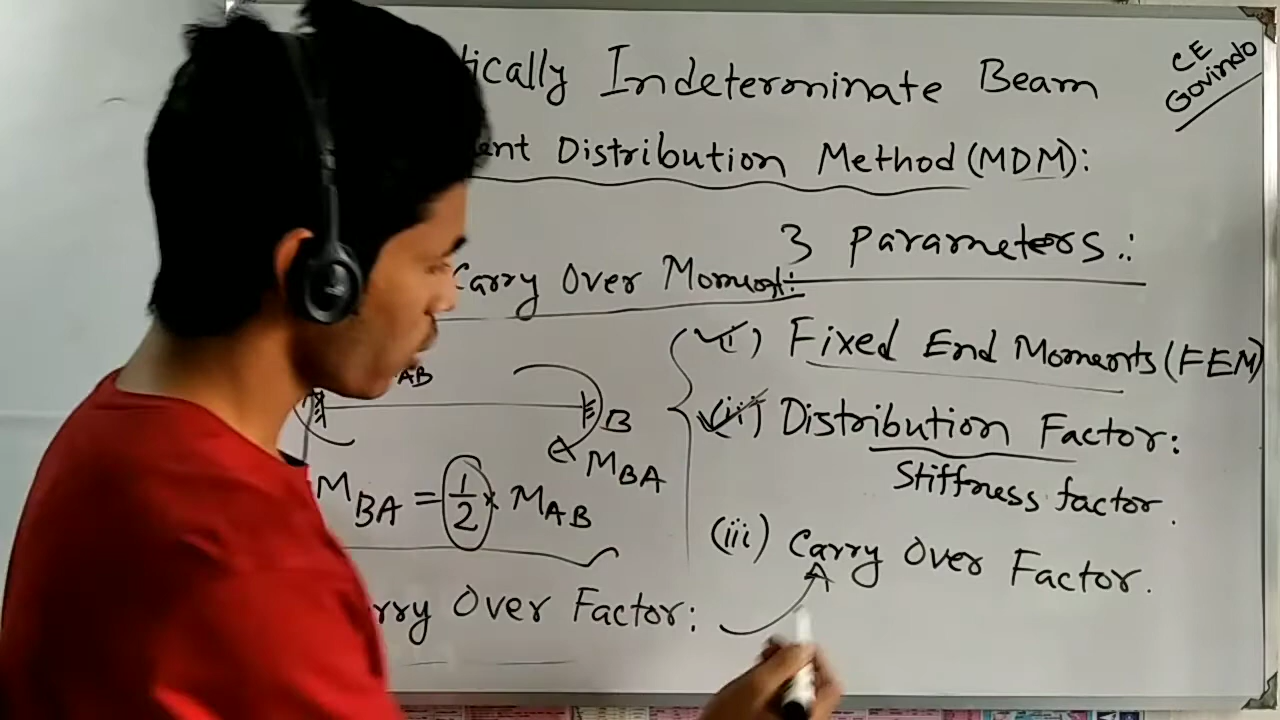 tically Indeterminate Beam
CE
Govindo
ent Distribution Method (MDM):
3 Parameters :
Carry Over Moment:
(i) Fixed End Moments (FEM)
AB
(ii) Distribution Factor:
B
MBA
Stiffness factor.
MBA = 1/2 × MAB
(iii) Carry Over Factor.
rry Over Factor: